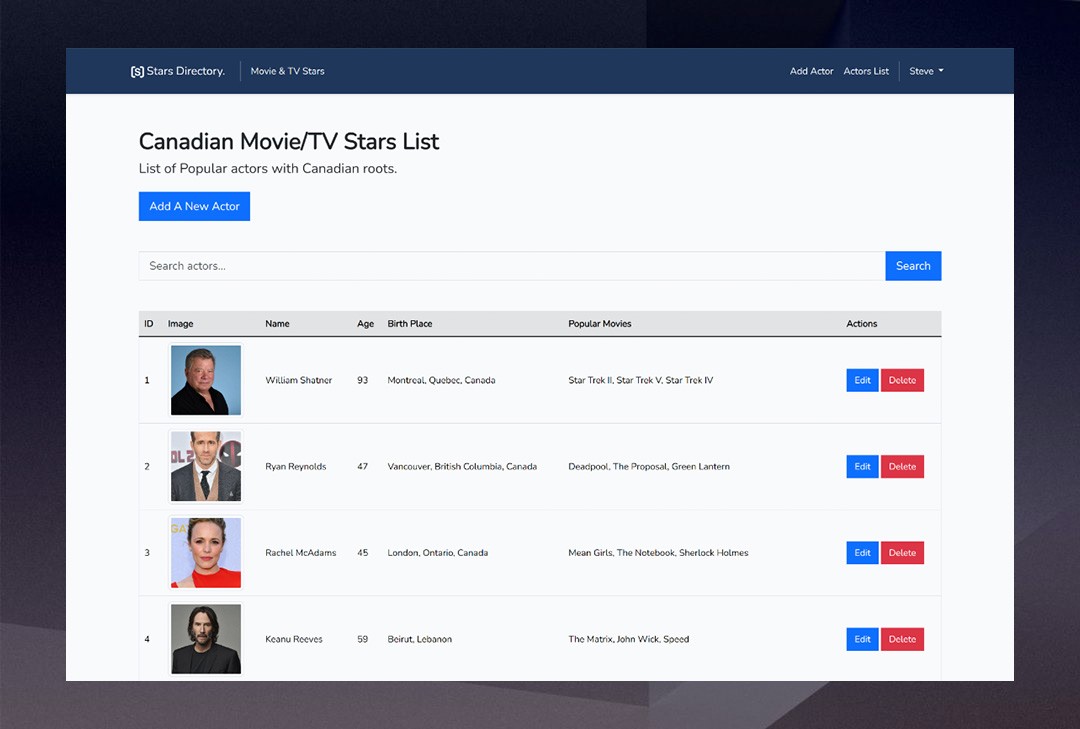 [S] Stars Directory. Movie & TV Stars Add Actor Actors List Steve
Canadian Movie/TV Stars List
List of Popular actors with Canadian roots.
Add A New Actor
Search actors... Search
ID Image Name Age Birth Place Popular Movies Actions
1 William Shatner 93 Montreal, Quebec, Canada Star Trek II, Star Trek V, Star Trek IV Edit Delete
OL 2
2 Ryan Reynolds 47 Vancouver, British Columbia, Canada Deadpool, The Proposal, Green Lantern Edit Delete
GA
3 Rachel McAdams 45 London, Ontario, Canada Mean Girls, The Notebook, Sherlock Holmes Edit Delete
4 Keanu Reeves 59 Beirut, Lebanon The Matrix, John Wick, Speed Edit Delete